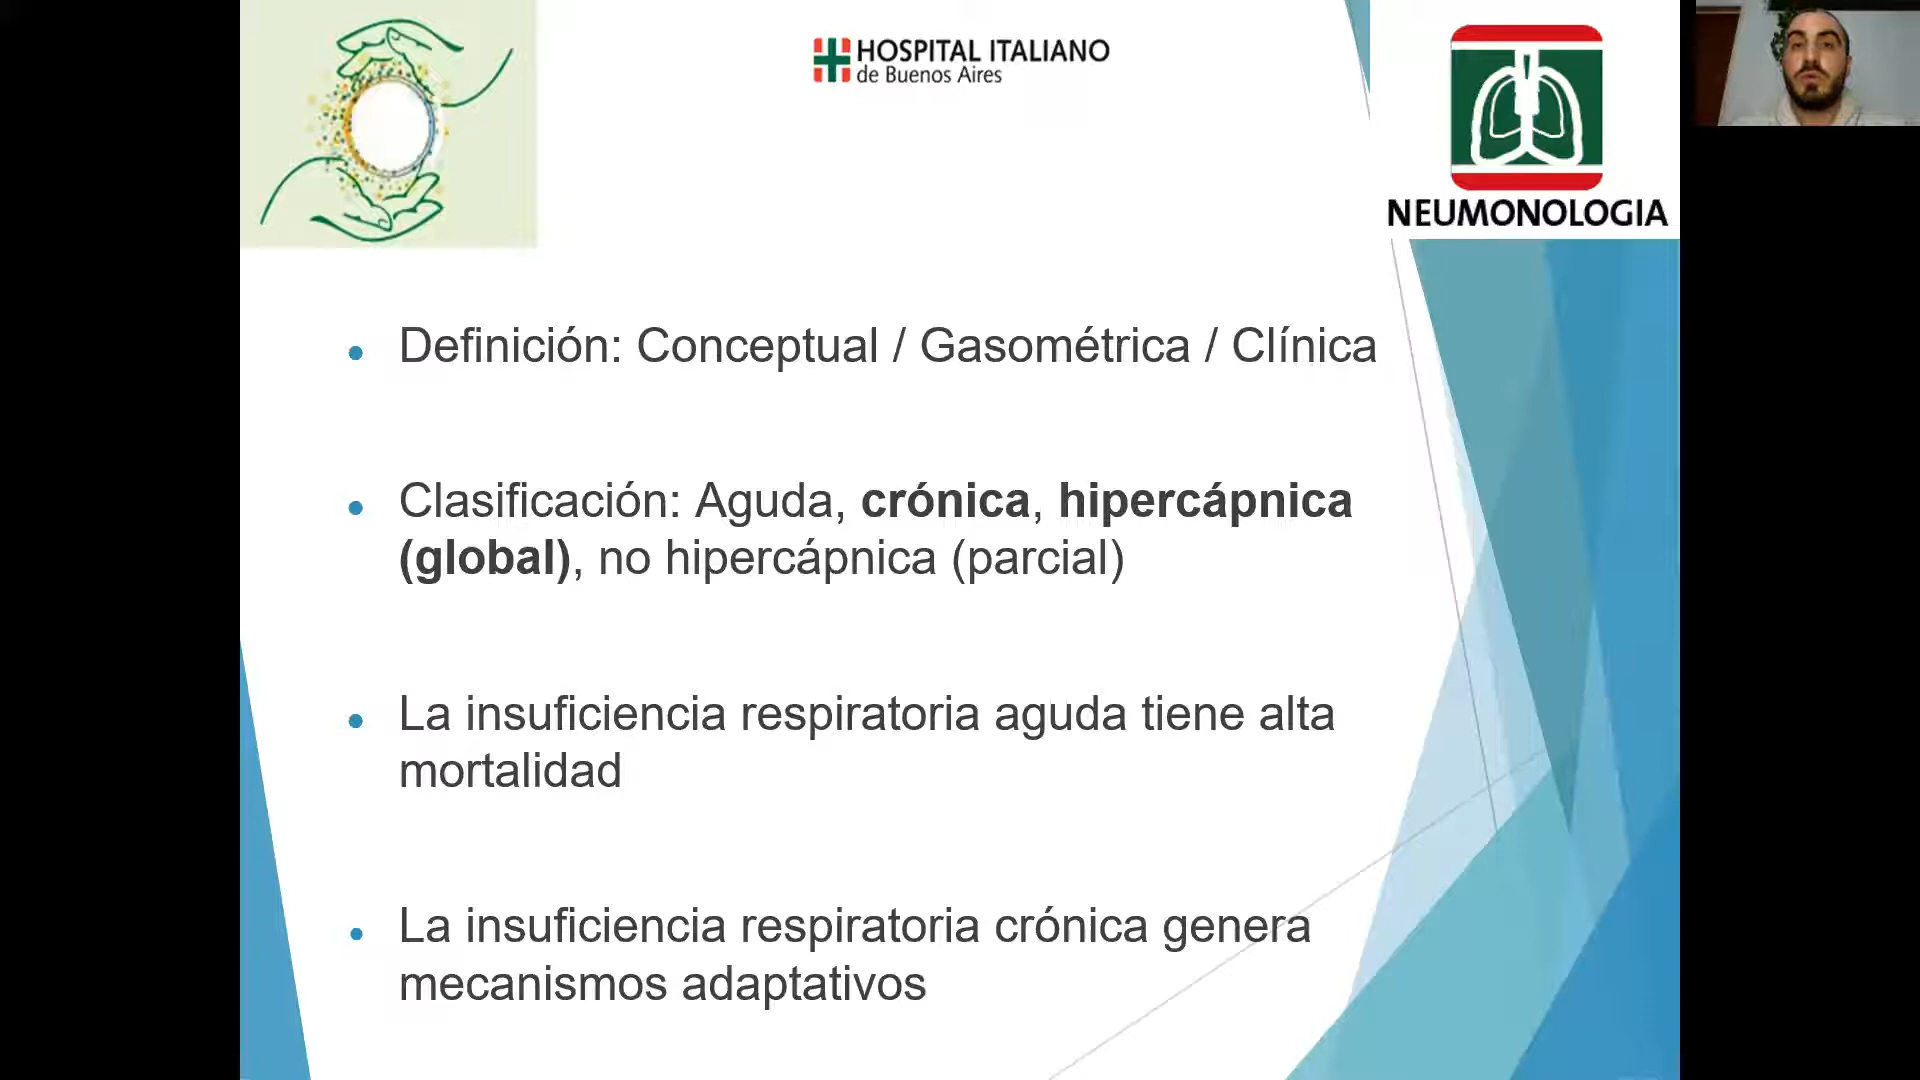 HOSPITAL ITALIANO
de Buenos Aires
NEUMONOLOGIA
• Definición: Conceptual / Gasométrica / Clínica
• Clasificación: Aguda, crónica, hipercápnica
(global), no hipercápnica (parcial)
• La insuficiencia respiratoria aguda tiene alta
mortalidad
• La insuficiencia respiratoria crónica genera
mecanismos adaptativos